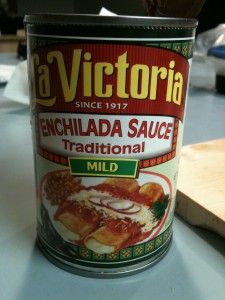 La Victoria
SINCE 1917
ENCHILADA SAUCE
Traditional
MILD